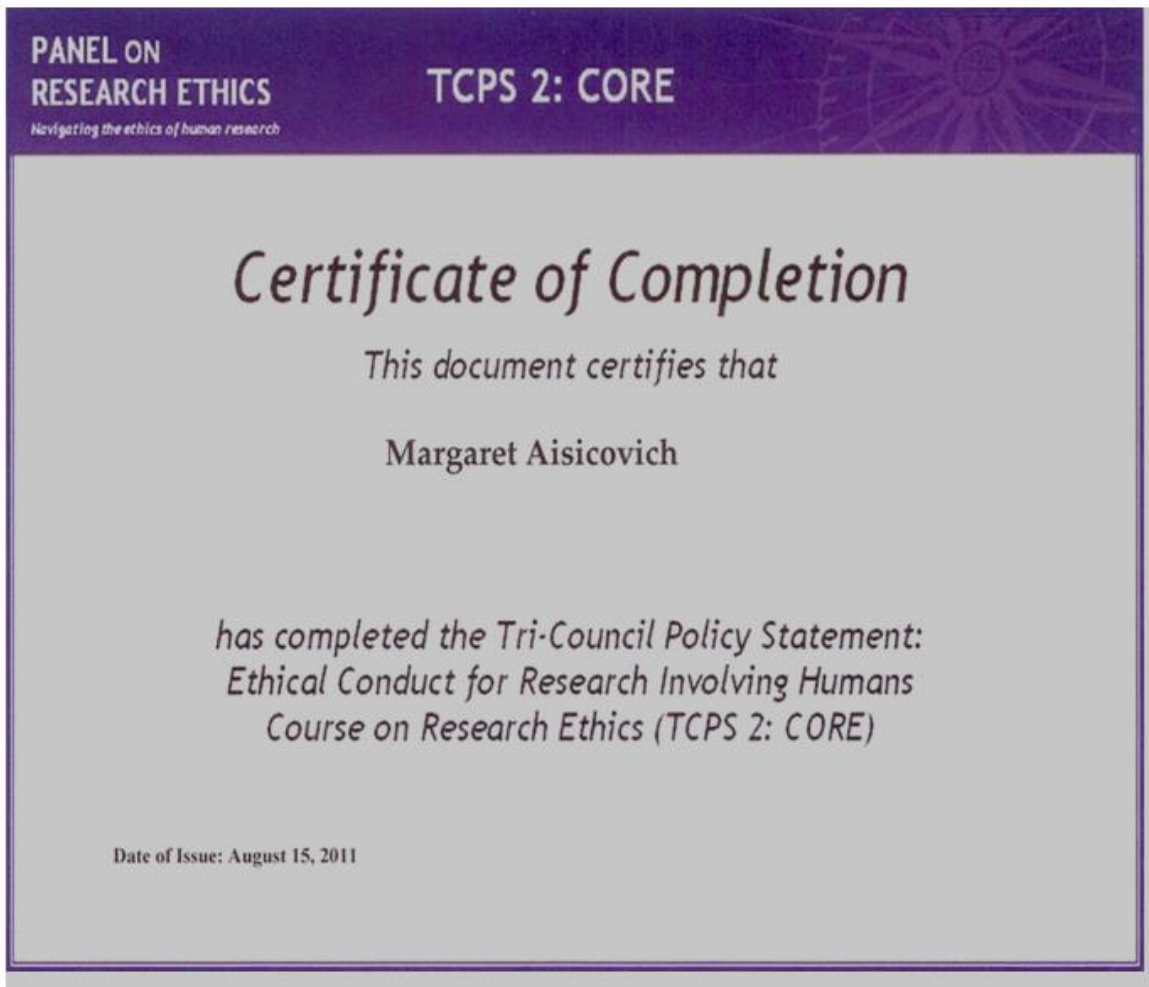 PANEL ON
RESEARCH ETHICS
Navigating the ethics of human research
TCPS 2: CORE
Certificate of Completion
This document certifies that
Margaret Aisicovich
has completed the Tri-Council Policy Statement:
Ethical Conduct for Research Involving Humans
Course on Research Ethics (TCPS 2: CORE)
Date of Issue: August 15, 2011